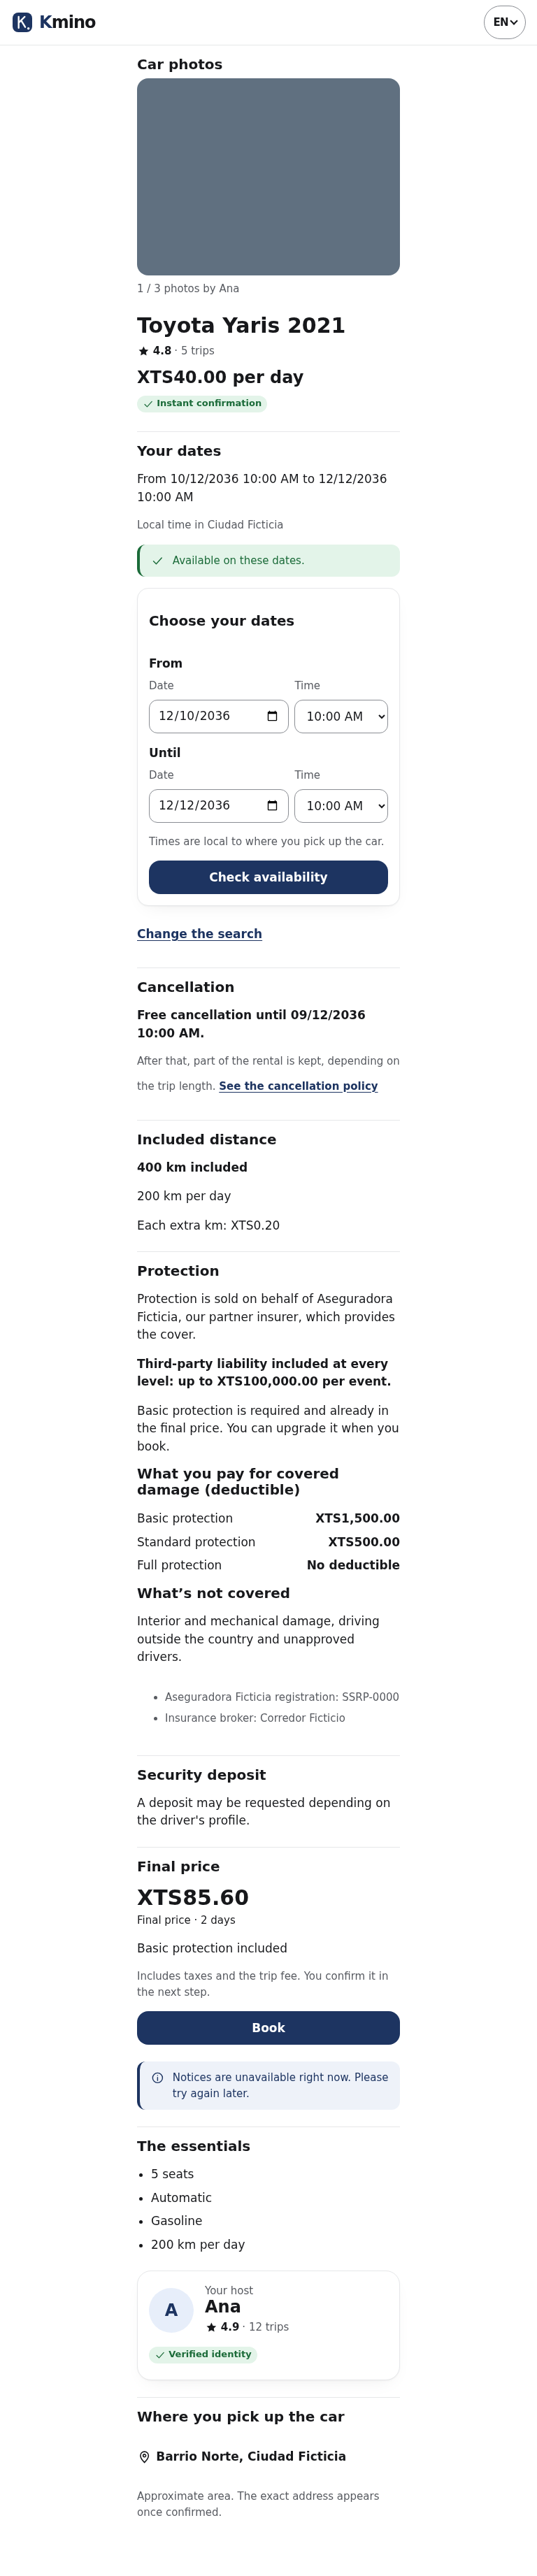 Kmino
EN
Car photos
1 / 3 photos by Ana
Toyota Yaris 2021
4.8 · 5 trips
XTS40.00 per day
Instant confirmation
Your dates
From 10/12/2036 10:00 AM to 12/12/2036
10:00 AM
Local time in Ciudad Ficticia
Available on these dates.
Choose your dates
From
Date Time
12/10/2036 10:00 AM
Until
Date Time
12/12/2036 10:00 AM
Times are local to where you pick up the car.
Check availability
Change the search
Cancellation
Free cancellation until 09/12/2036
10:00 AM.
After that, part of the rental is kept, depending on
the trip length. See the cancellation policy
Included distance
400 km included
200 km per day
Each extra km: XTS0.20
Protection
Protection is sold on behalf of Aseguradora
Ficticia, our partner insurer, which provides
the cover.
Third-party liability included at every
level: up to XTS100,000.00 per event.
Basic protection is required and already in
the final price. You can upgrade it when you
book.
What you pay for covered
damage (deductible)
Basic protection XTS1,500.00
Standard protection XTS500.00
Full protection No deductible
What’s not covered
Interior and mechanical damage, driving
outside the country and unapproved
drivers.
• Aseguradora Ficticia registration: SSRP-0000
• Insurance broker: Corredor Ficticio
Security deposit
A deposit may be requested depending on
the driver's profile.
Final price
XTS85.60
Final price · 2 days
Basic protection included
Includes taxes and the trip fee. You confirm it in
the next step.
Book
Notices are unavailable right now. Please
try again later.
The essentials
• 5 seats
• Automatic
• Gasoline
• 200 km per day
A
Your host
Ana
4.9 · 12 trips
Verified identity
Where you pick up the car
Barrio Norte, Ciudad Ficticia
Approximate area. The exact address appears
once confirmed.